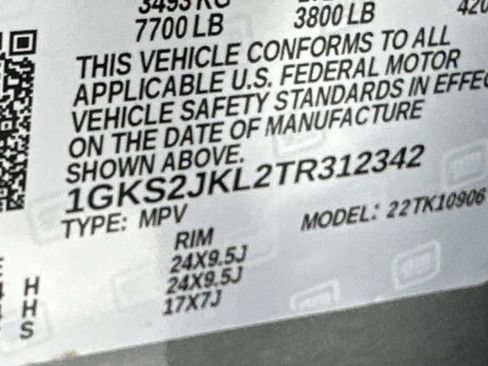 3493 KG
7700 LB 3800 LB 420
THIS VEHICLE CONFORMS TO ALL
APPLICABLE U.S. FEDERAL MOTOR
VEHICLE SAFETY STANDARDS IN EFFEC
ON THE DATE OF MANUFACTURE
SHOWN ABOVE.
1GKS2JKL2TR312342
TYPE: MPV MODEL: 22TK10906
RIM
24X9.5J
H 24X9.5J
H 17X7J
S